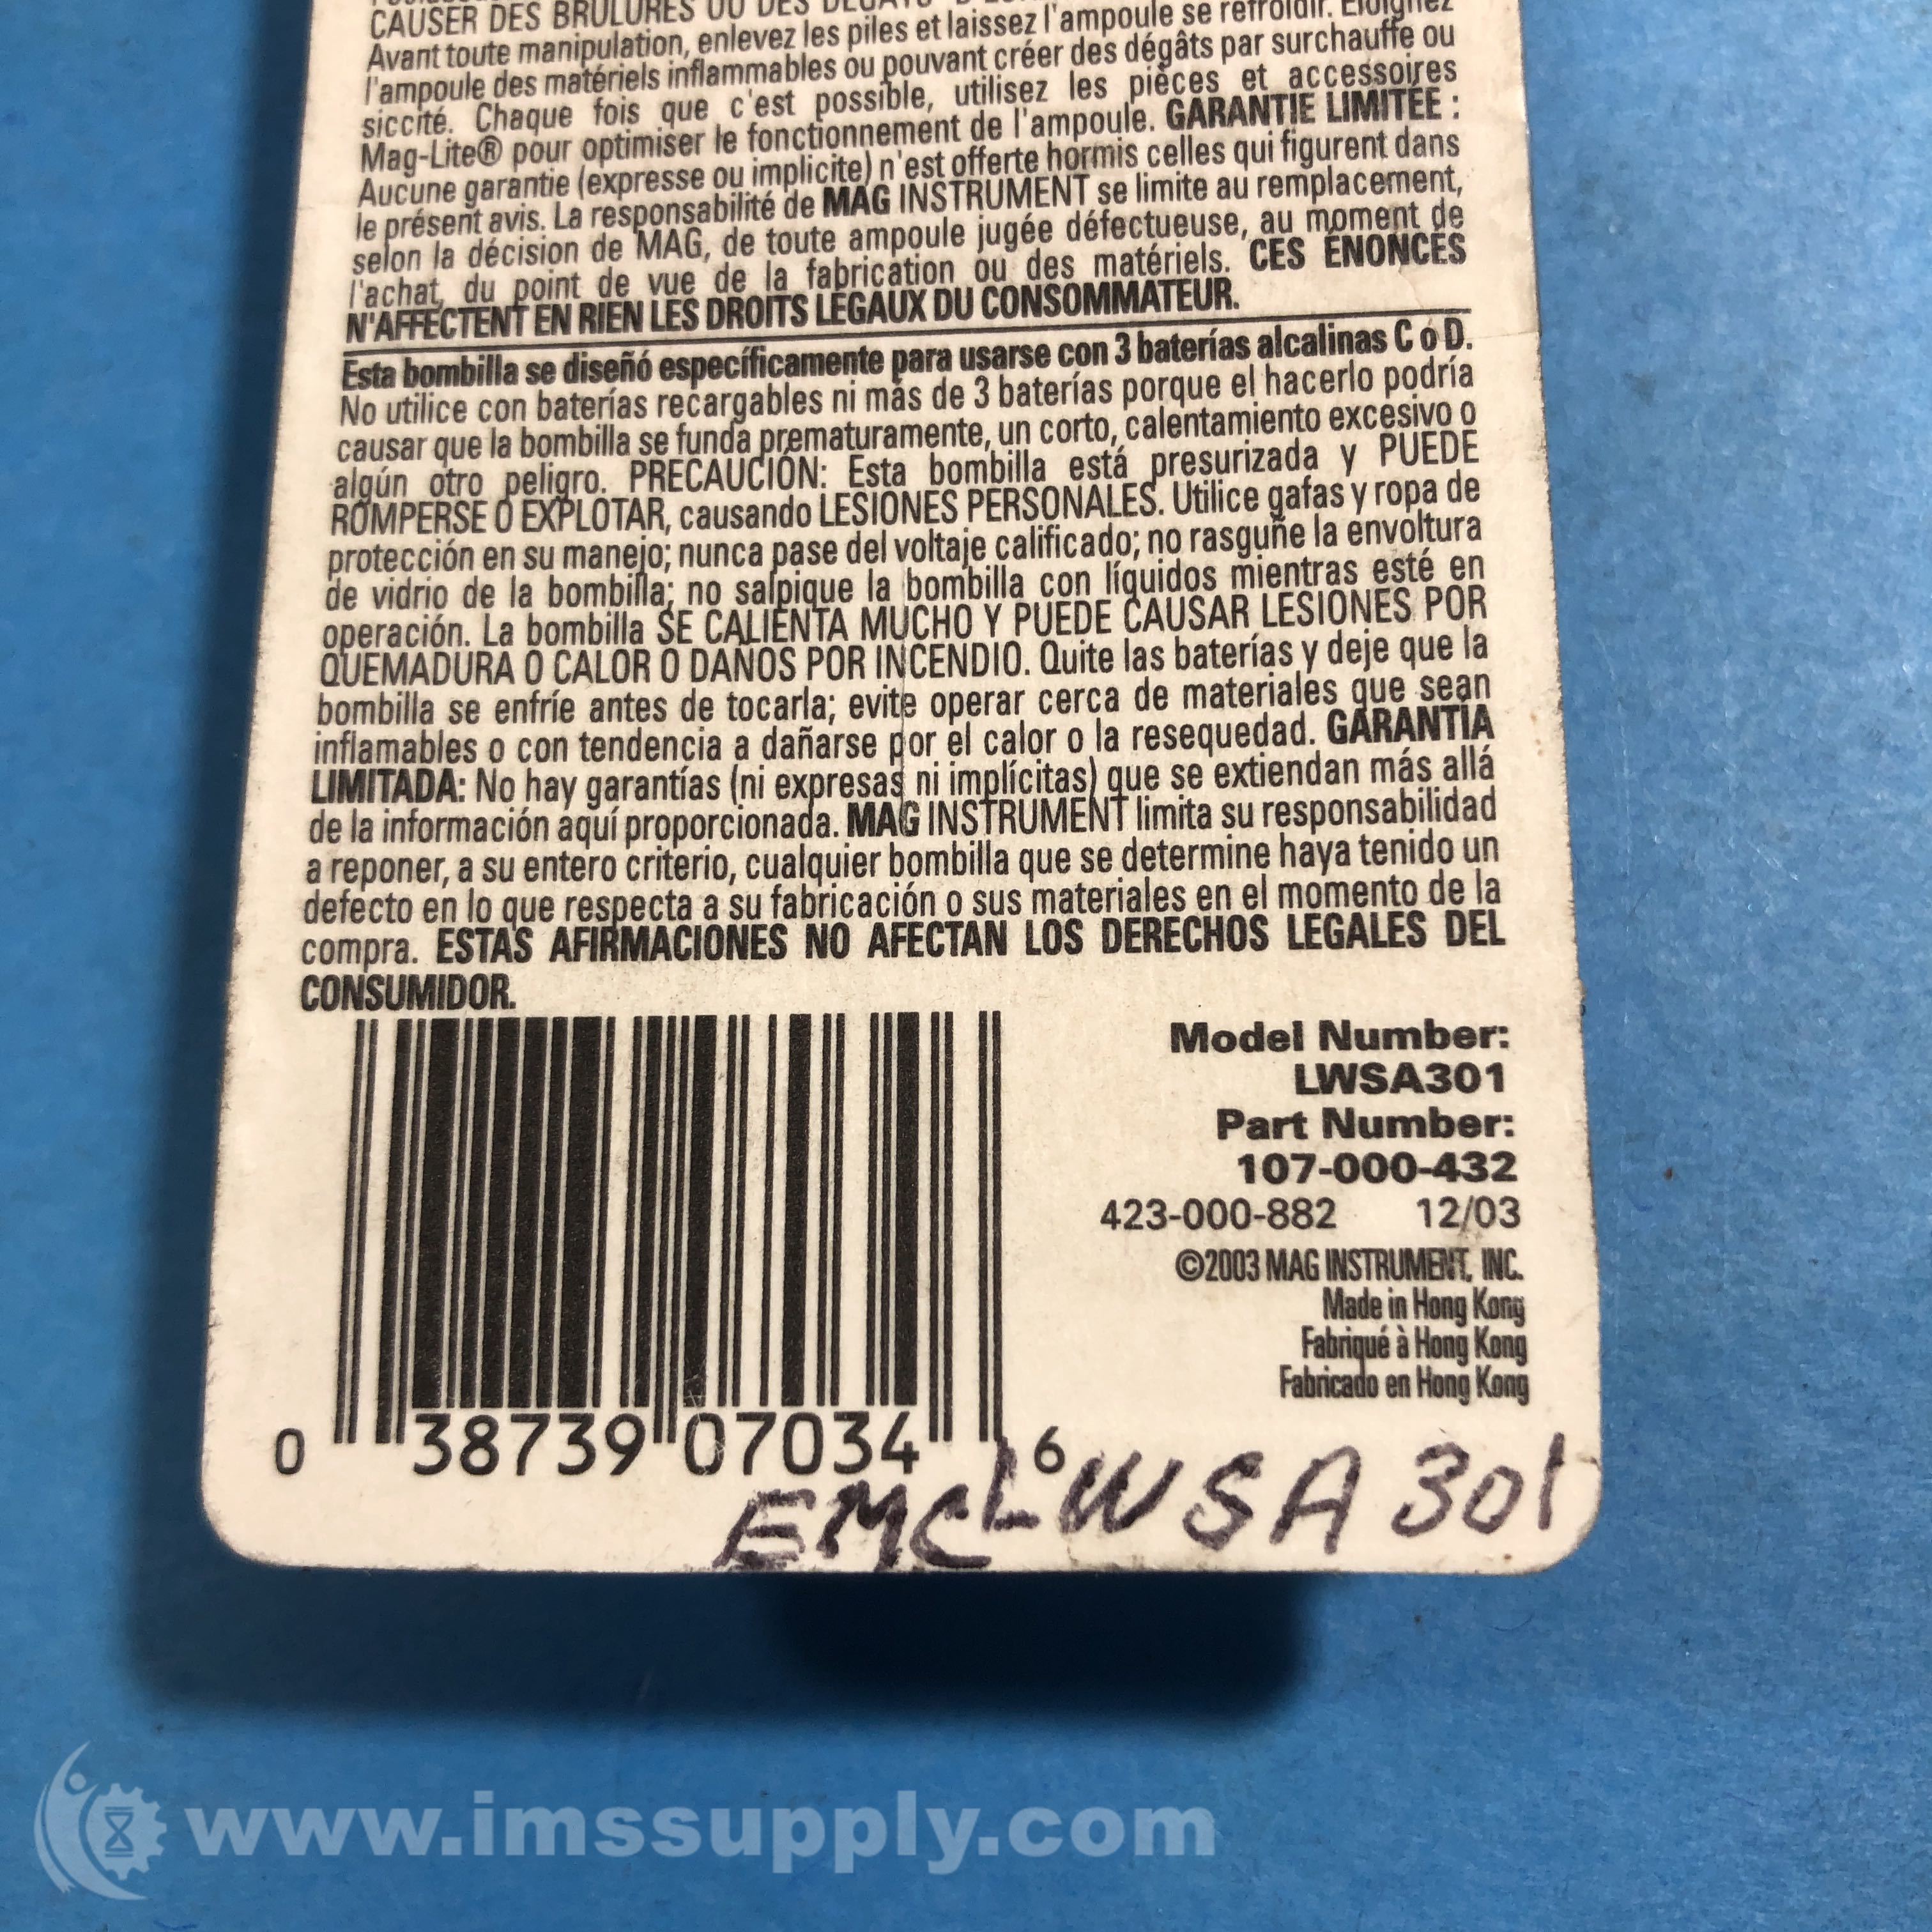 CAUSER DES BRÛLURES OU DES
Avant toute manipulation, enlevez les piles et laissez l'ampoule se refroidir. Éloignez
l'ampoule des matériels inflammables ou pouvant créer des dégâts par surchauffe ou
siccité. Chaque fois que c'est possible, utilisez les pièces et accessoires
Mag-Lite® pour optimiser le fonctionnement de l'ampoule. GARANTIE LIMITÉE :
Aucune garantie (expresse ou implicite) n'est offerte hormis celles qui figurent dans
le présent avis. La responsabilité de MAG INSTRUMENT se limite au remplacement,
selon la décision de MAG, de toute ampoule jugée défectueuse, au moment de
l'achat, du point de vue de la fabrication ou des matériels. CES ÉNONCÉS
N'AFFECTENT EN RIEN LES DROITS LÉGAUX DU CONSOMMATEUR.
Esta bombilla se diseñó específicamente para usarse con 3 baterías alcalinas C ó D.
No utilice con baterías recargables ni más de 3 baterías porque el hacerlo podría
causar que la bombilla se funda prematuramente, un corto, calentamiento excesivo o
algún otro peligro. PRECAUCIÓN: Esta bombilla está presurizada y PUEDE
ROMPERSE O EXPLOTAR, causando LESIONES PERSONALES. Utilice gafas y ropa de
protección en su manejo; nunca pase del voltaje calificado; no rasguñe la envoltura
de vidrio de la bombilla; no salpique la bombilla con líquidos mientras esté en
operación. La bombilla SE CALIENTA MUCHO Y PUEDE CAUSAR LESIONES POR
QUEMADURA O CALOR O DAÑOS POR INCENDIO. Quite las baterías y deje que la
bombilla se enfríe antes de tocarla; evite operar cerca de materiales que sean
inflamables o con tendencia a dañarse por el calor o la resequedad. GARANTÍA
LIMITADA: No hay garantías (ni expresas ni implícitas) que se extiendan más allá
de la información aquí proporcionada. MAG INSTRUMENT limita su responsabilidad
a reponer, a su entero criterio, cualquier bombilla que se determine haya tenido un
defecto en lo que respecta a su fabricación o sus materiales en el momento de la
compra. ESTAS AFIRMACIONES NO AFECTAN LOS DERECHOS LEGALES DEL
CONSUMIDOR.
Model Number:
LWSA301
Part Number:
107-000-432
423-000-882 12/03
©2003 MAG INSTRUMENT, INC.
Made in Hong Kong
Fabriqué à Hong Kong
Fabricado en Hong Kong
0 38739 07034 6
EMC LWSA301
www.imssupply.com